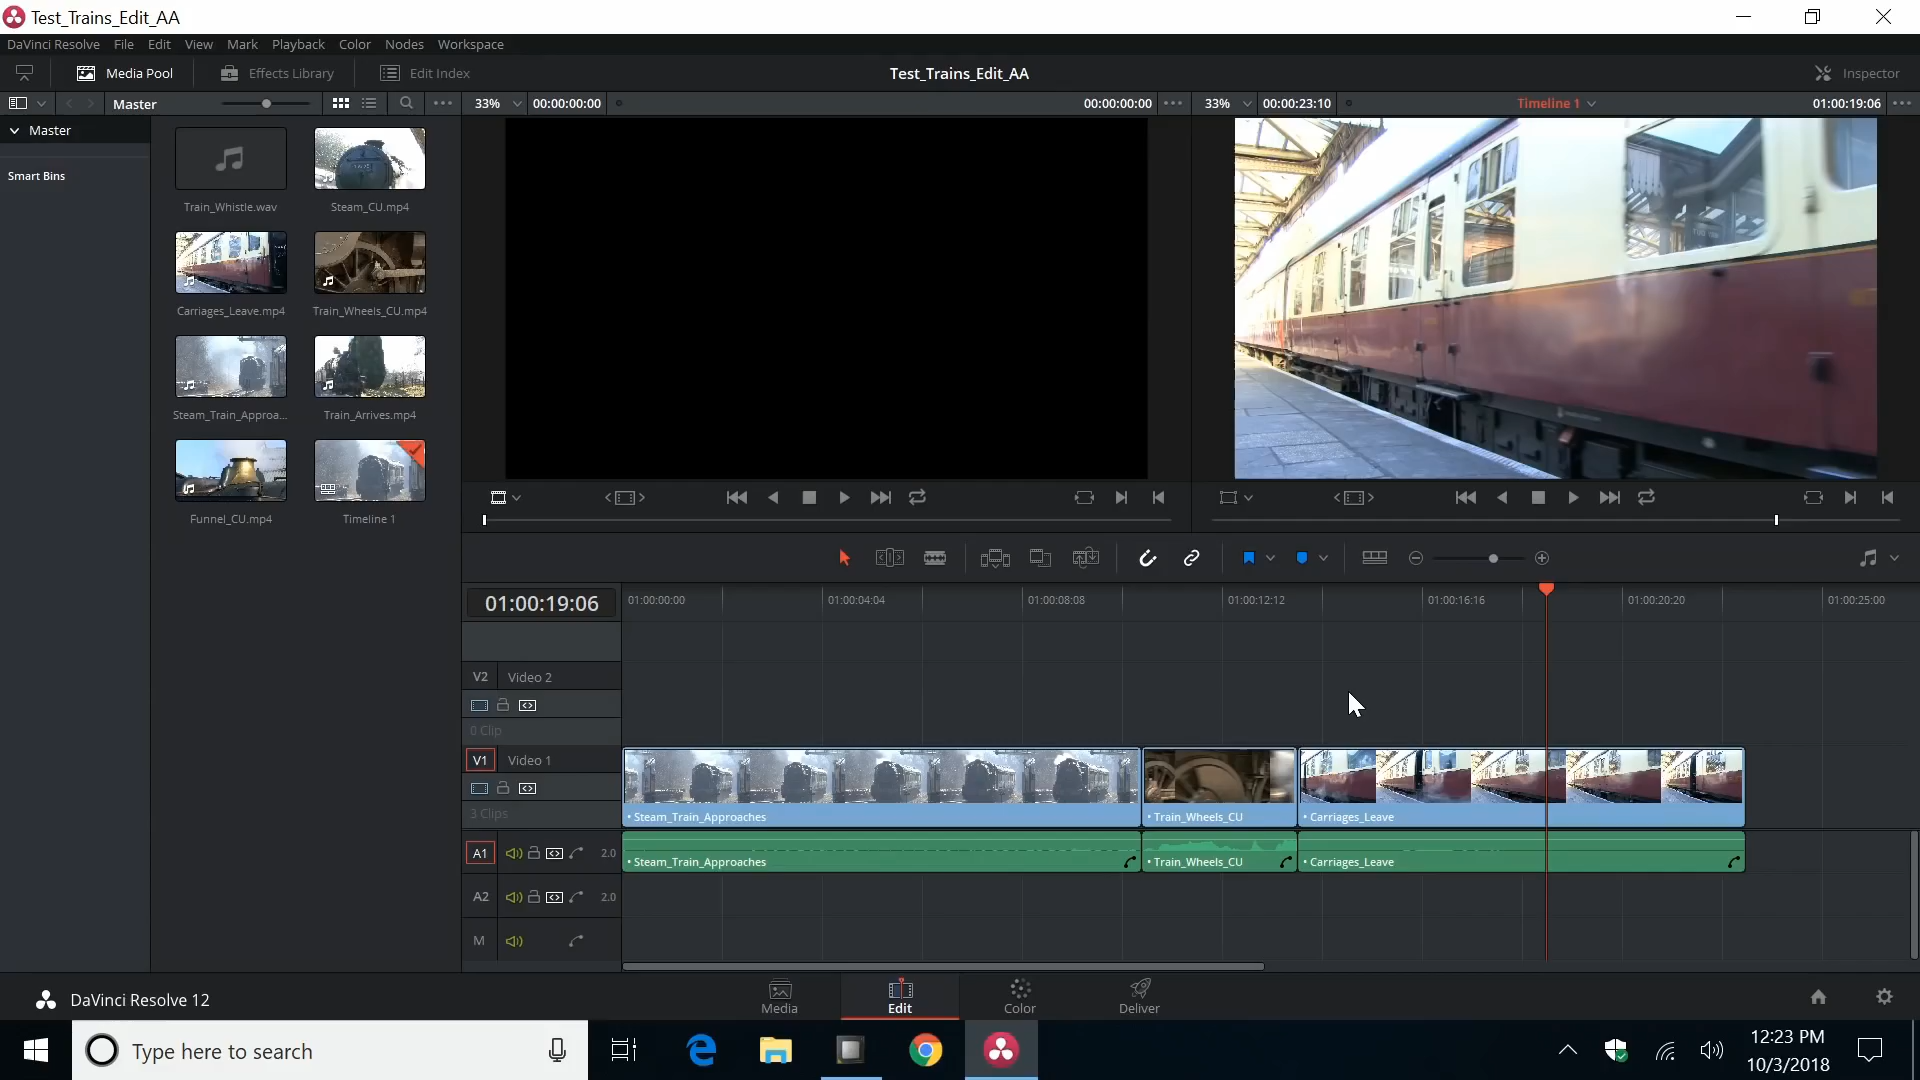 Test_Trains_Edit_AA
DaVinci Resolve File Edit View Mark Playback Color Nodes Workspace
Media Pool Effects Library Edit Index Test_Trains_Edit_AA Inspector
Master 33% 00:00:00:00 00:00:00:00 33% 00:00:23:10 Timeline 1 01:00:19:06
Master
Smart Bins
Train_Whistle.wav Steam_CU.mp4
Carriages_Leave.mp4 Train_Wheels_CU.mp4
Steam_Train_Approa... Train_Arrives.mp4
Funnel_CU.mp4 Timeline 1
01:00:19:06 01:00:00:00 01:00:04:04 01:00:08:08 01:00:12:12 01:00:16:16 01:00:20:20 01:00:25:00
V2 Video 2
0 Clip
V1 Video 1
3 Clips
• Steam_Train_Approaches • Train_Wheels_CU • Carriages_Leave
A1 2.0 • Steam_Train_Approaches • Train_Wheels_CU • Carriages_Leave
A2 2.0
M
DaVinci Resolve 12 Media Edit Color Deliver
Type here to search
12:23 PM
10/3/2018